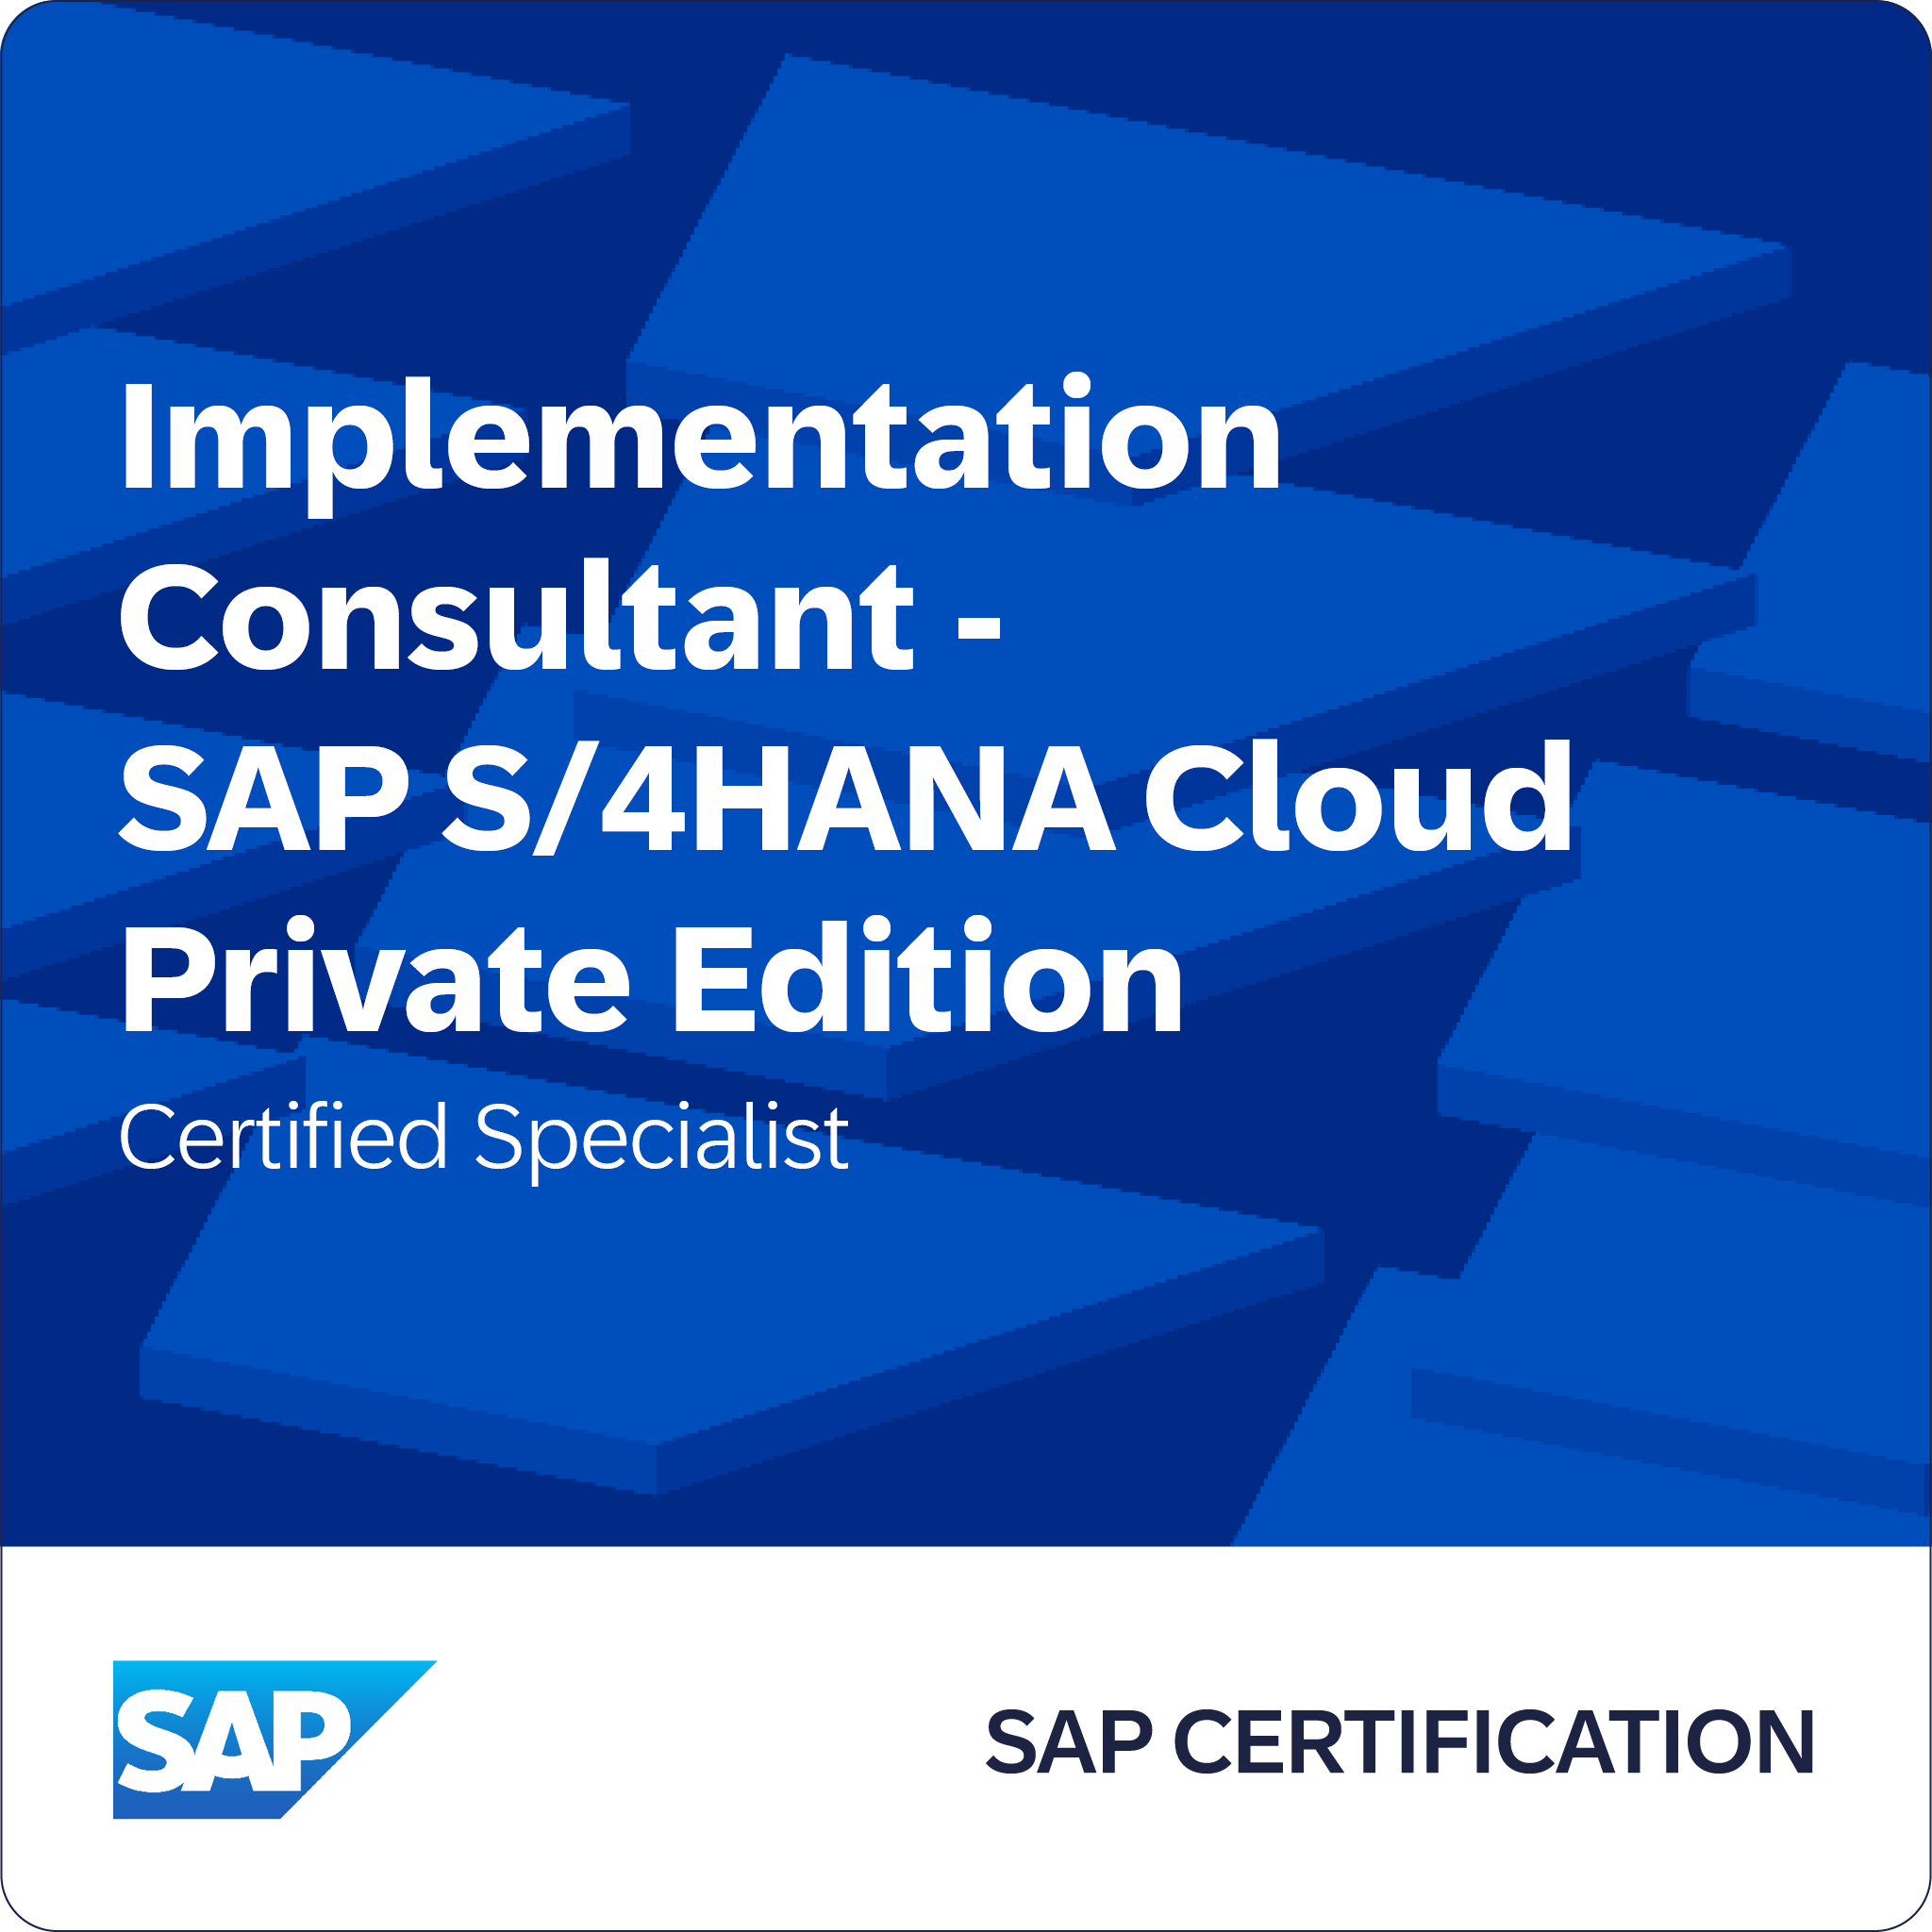 Implementation
Consultant -
SAP S/4HANA Cloud
Private Edition
Certified Specialist
SAP
SAP CERTIFICATION